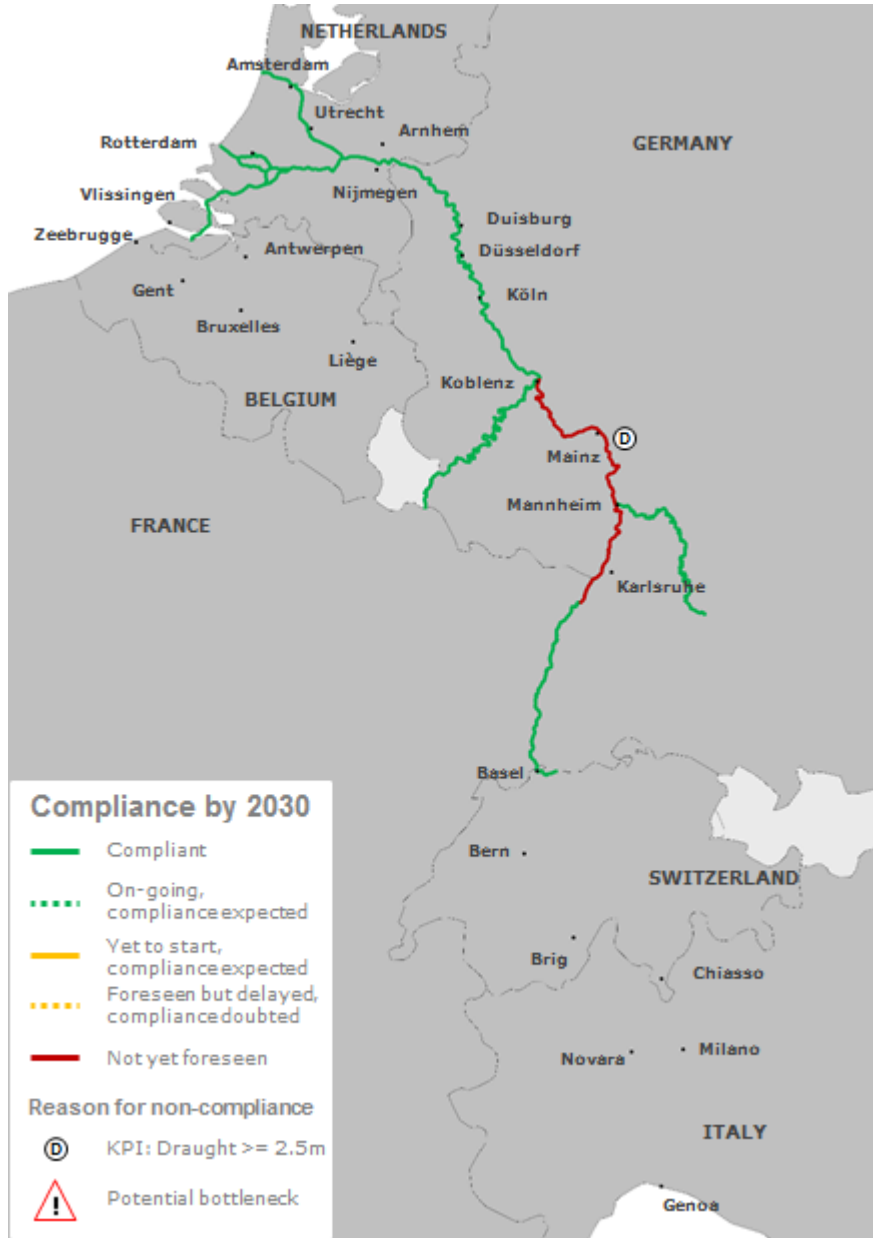 NETHERLANDS
Amsterdam
Utrecht
Arnhem
Rotterdam
GERMANY
Nijmegen
Vlissingen
Duisburg
Zeebrugge
Antwerpen
Düsseldorf
Gent
Köln
Bruxelles
Liège
Koblenz
BELGIUM
D
Mainz
Mannheim
FRANCE
Karlsruhe
Basel
Compliance by 2030
Compliant
On-going,
compliance expected
Yet to start,
compliance expected
Foreseen but delayed,
compliance doubted
Not yet foreseen
Reason for non-compliance
D KPI: Draught >= 2.5m
! Potential bottleneck
Bern
SWITZERLAND
Brig
Chiasso
Novara
Milano
ITALY
Genoa